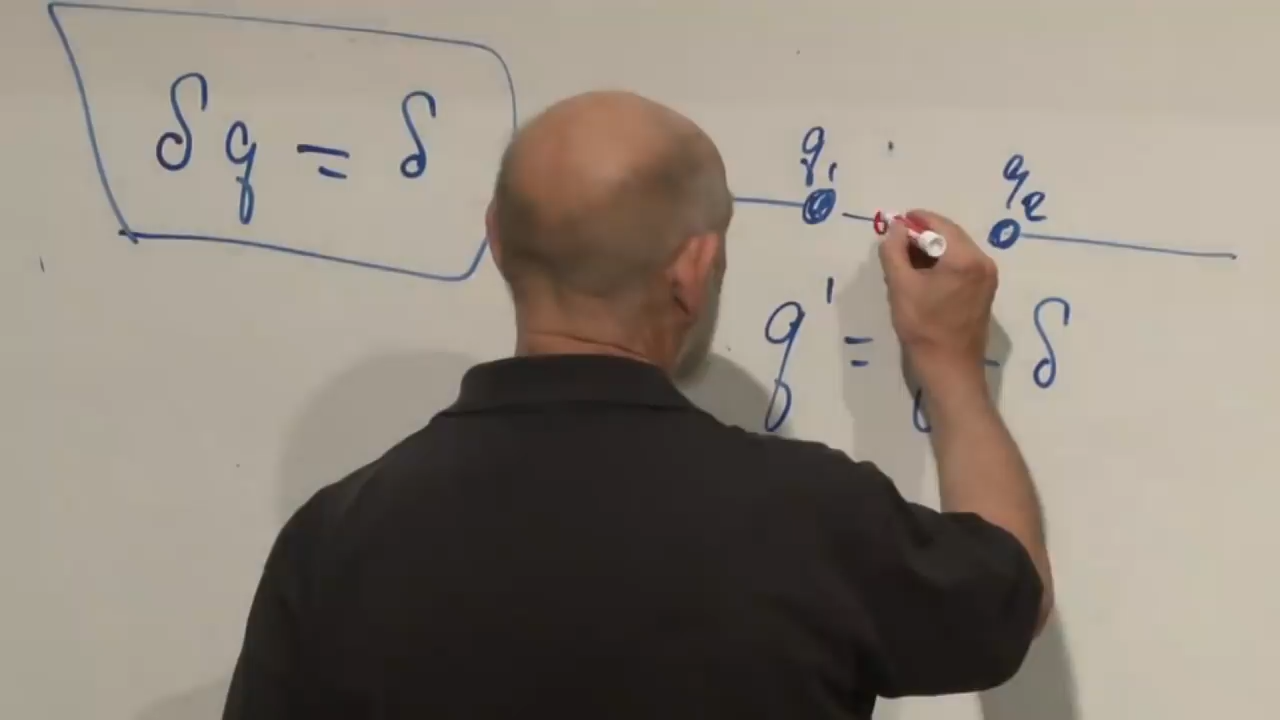 δq = δ
q₁ q₂
q' = δ